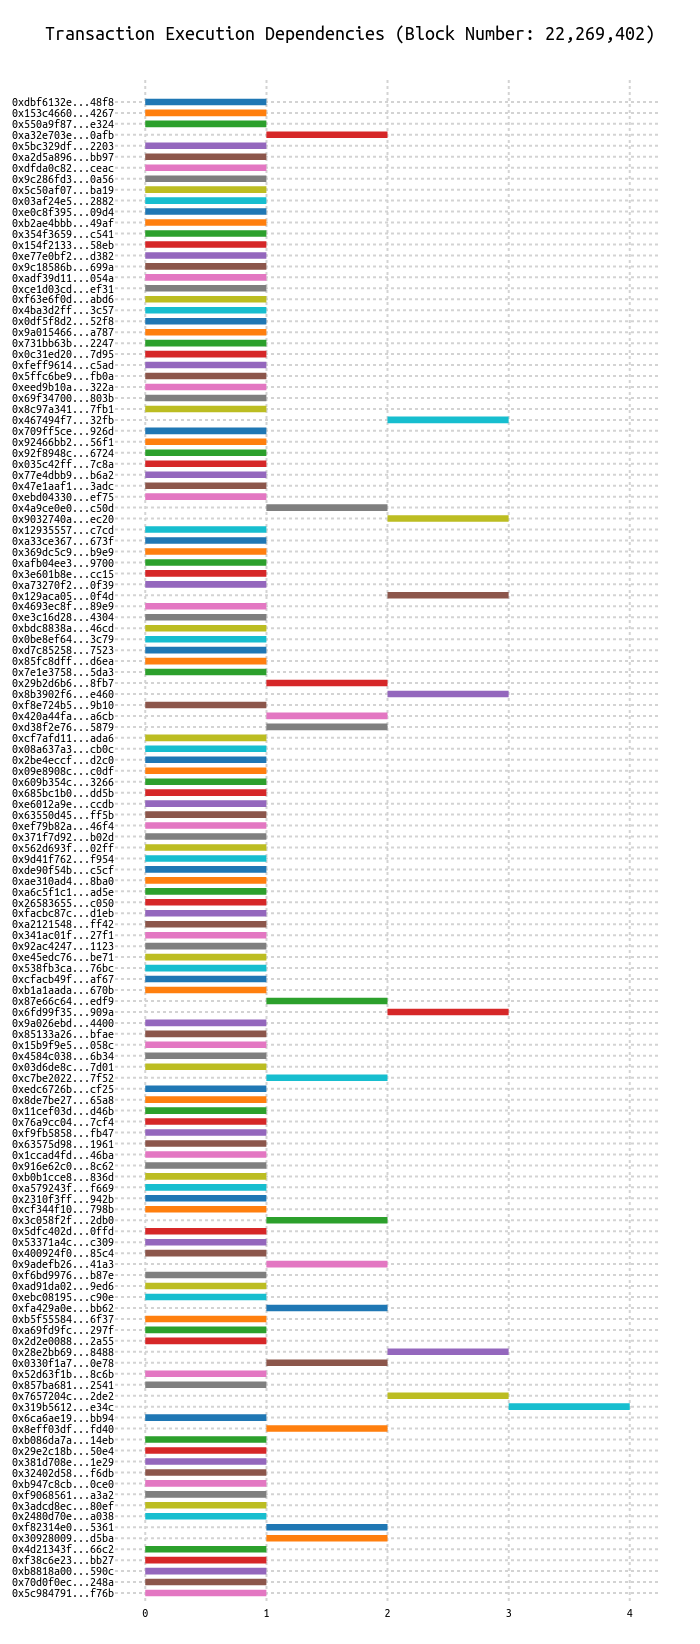 Transaction Execution Dependencies (Block Number: 22,269,402)
0xdbf6132e...48f8
0x153c4660...4267
0x550a9f87...e324
0xa32e703e...0afb
0x5bc329df...2203
0xa2d5a896...bb97
0xdfda0c82...ceac
0x9c286fd3...0a56
0x5c50af07...ba19
0x03af24e5...2882
0xe0c8f395...09d4
0xb2ae4bbb...49af
0x354f3659...c541
0x154f2133...58eb
0xe77e0bf2...d382
0x9c18586b...699a
0xadf39d11...054a
0xce1d03cd...ef31
0xf63e6f0d...abd6
0x4ba3d2ff...3c57
0x0df5f8d2...52f8
0x9a015466...a787
0x731bb63b...2247
0x0c31ed20...7d95
0xfeff9614...c5ad
0x5ffc6be9...fb0a
0xeed9b10a...322a
0x69f34700...803b
0x8c97a341...7fb1
0x467494f7...32fb
0x709ff5ce...926d
0x92466bb2...56f1
0x92f8948c...6724
0x035c42ff...7c8a
0x77e4dbb9...b6a2
0x47e1aaf1...3adc
0xebd04330...ef75
0x4a9ce0e0...c50d
0x9032740a...ec20
0x12935557...c7cd
0xa33ce367...673f
0x369dc5c9...b9e9
0xafb04ee3...9700
0x3e601b8e...cc15
0xa73270f2...0f39
0x129aca05...0f4d
0x4693ec8f...89e9
0xe3c16d28...4304
0xbdc8838a...46cd
0x0be8ef64...3c79
0xd7c85258...7523
0x85fc8dff...d6ea
0x7e1e3758...5da3
0x29b2d6b6...8fb7
0x8b3902f6...e460
0xf8e724b5...9b10
0x420a44fa...a6cb
0xd38f2e76...5879
0xcf7afd11...ada6
0x08a637a3...cb0c
0x2be4eccf...d2c0
0x09e8908c...c0df
0x609b354c...3266
0x685bc1b0...dd5b
0xe6012a9e...ccdb
0x63550d45...ff5b
0xef79b82a...46f4
0x371f7d92...b02d
0x562d693f...02ff
0x9d41f762...f954
0xde90f54b...c5cf
0xae310ad4...8ba0
0xa6c5f1c1...ad5e
0x26583655...c050
0xfacbc87c...d1eb
0xa2121548...ff42
0x341ac01f...27f1
0x92ac4247...1123
0xe45edc76...be71
0x538fb3ca...76bc
0xcfacb49f...af67
0xb1a1aada...670b
0x87e66c64...edf9
0x6fd99f35...909a
0x9a026ebd...4400
0x85133a26...bfae
0x15b9f9e5...058c
0x4584c038...6b34
0x03d6de8c...7d01
0xc7be2022...7f52
0xedc6726b...cf25
0x8de7be27...65a8
0x11cef03d...d46b
0x76a9cc04...7cf4
0xf9fb5858...fb47
0x63575d98...1961
0x1ccad4fd...46ba
0x916e62c0...8c62
0xb0b1cce8...836d
0xa579243f...f669
0x2310f3ff...942b
0xcf344f10...798b
0x3c058f2f...2db0
0x5dfc402d...0ffd
0x53371a4c...c309
0x400924f0...85c4
0x9adefb26...41a3
0xf6bd9976...b87e
0xad91da02...9ed6
0xebc08195...c90e
0xfa429a0e...bb62
0xb5f55584...6f37
0xa69fd9fc...297f
0x2d2e0088...2a55
0x28e2bb69...8488
0x0330f1a7...0e78
0x52d63f1b...8c6b
0x857ba681...2541
0x7657204c...2de2
0x319b5612...e34c
0x6ca6ae19...bb94
0x8eff03df...fd40
0xb086da7a...14eb
0x29e2c18b...50e4
0x381d708e...1e29
0x32402d58...f6db
0xb947c8cb...0ce0
0xf9068561...a3a2
0x3adcd8ec...80ef
0x2480d70e...a038
0xf82314e0...5361
0x30928009...d5ba
0x4d21343f...66c2
0xf38c6e23...bb27
0xb8818a00...590c
0x70d0f0ec...248a
0x5c984791...f76b
0 1 2 3 4